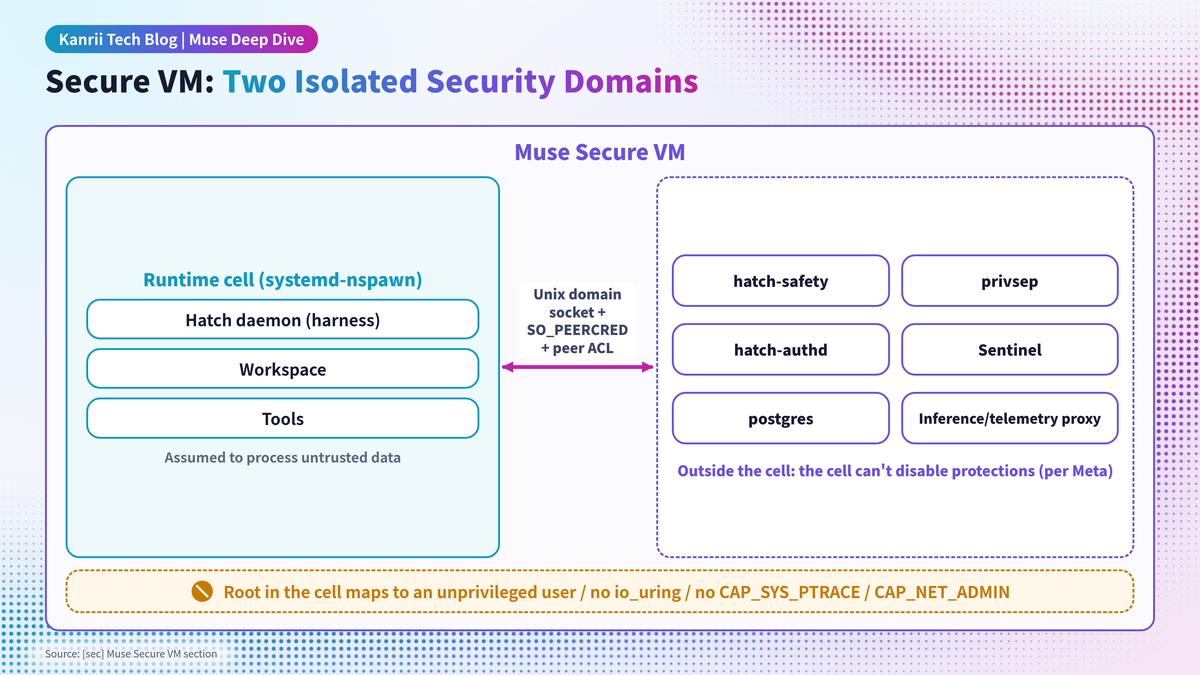 Kanrii Tech Blog | Muse Deep Dive
Secure VM: Two Isolated Security Domains
Muse Secure VM
Runtime cell (systemd-nspawn)
Hatch daemon (harness)
Workspace
Tools
Assumed to process untrusted data
Unix domain
socket +
SO_PEERCRED
+ peer ACL
hatch-safety
privsep
hatch-authd
Sentinel
postgres
Inference/telemetry proxy
Outside the cell: the cell can't disable protections (per Meta)
Root in the cell maps to an unprivileged user / no io_uring / no CAP_SYS_PTRACE / CAP_NET_ADMIN
Source: [sec] Muse Secure VM section